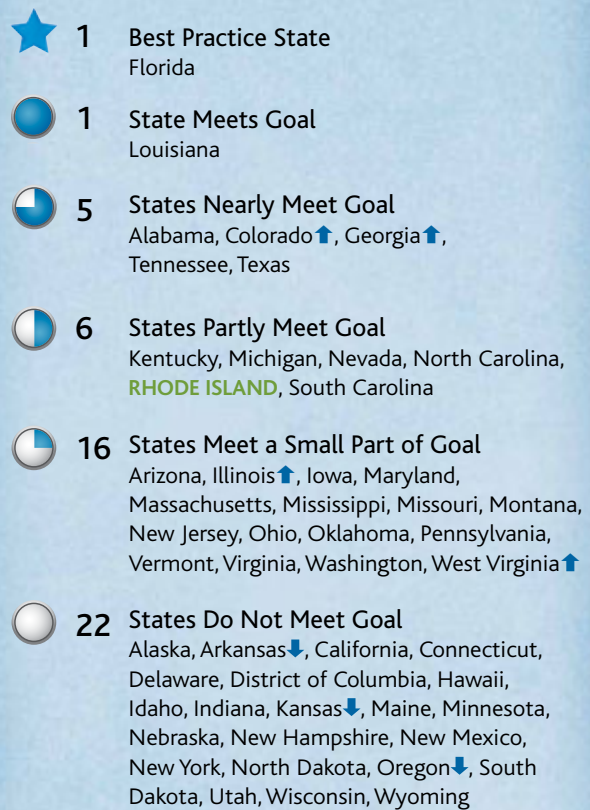 1 Best Practice State
Florida
1 State Meets Goal
Louisiana
5 States Nearly Meet Goal
Alabama, Colorado⬆, Georgia⬆,
Tennessee, Texas
6 States Partly Meet Goal
Kentucky, Michigan, Nevada, North Carolina,
RHODE ISLAND, South Carolina
16 States Meet a Small Part of Goal
Arizona, Illinois⬆, Iowa, Maryland,
Massachusetts, Mississippi, Missouri, Montana,
New Jersey, Ohio, Oklahoma, Pennsylvania,
Vermont, Virginia, Washington, West Virginia⬆
22 States Do Not Meet Goal
Alaska, Arkansas⬇, California, Connecticut,
Delaware, District of Columbia, Hawaii,
Idaho, Indiana, Kansas⬇, Maine, Minnesota,
Nebraska, New Hampshire, New Mexico,
New York, North Dakota, Oregon⬇, South
Dakota, Utah, Wisconsin, Wyoming